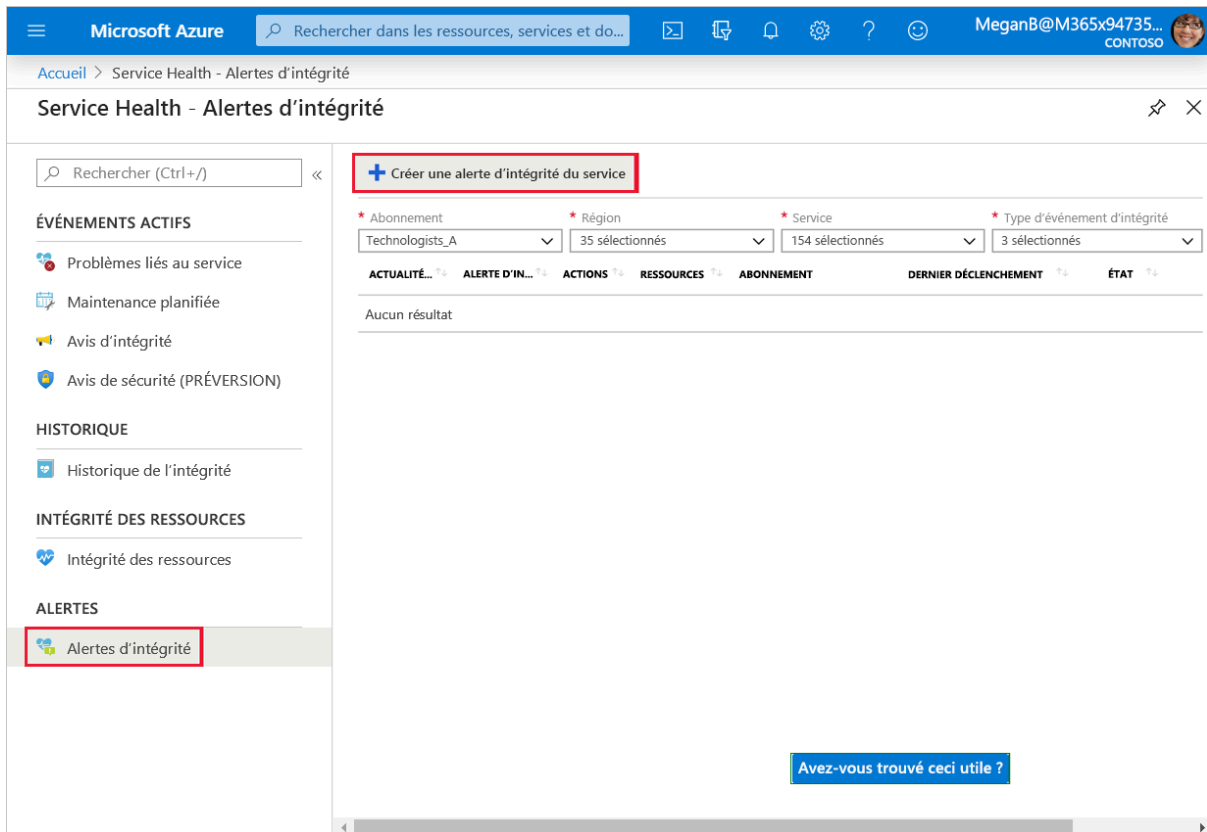 Microsoft Azure
Rechercher dans les ressources, services et do...
MeganB@M365x94735...
CONTOSO
Accueil > Service Health - Alertes d'intégrité
Service Health - Alertes d'intégrité
Rechercher (Ctrl+/)
«
ÉVÉNEMENTS ACTIFS
Problèmes liés au service
Maintenance planifiée
Avis d'intégrité
Avis de sécurité (PRÉVERSION)
HISTORIQUE
Historique de l'intégrité
INTÉGRITÉ DES RESSOURCES
Intégrité des ressources
ALERTES
Alertes d'intégrité
+ Créer une alerte d'intégrité du service
* Abonnement * Région * Service * Type d'événement d'intégrité
Technologists_A 35 sélectionnés 154 sélectionnés 3 sélectionnés
ACTUALITÉ... ALERTE D'IN... ACTIONS RESSOURCES ABONNEMENT DERNIER DÉCLENCHEMENT ÉTAT
Aucun résultat
Avez-vous trouvé ceci utile ?